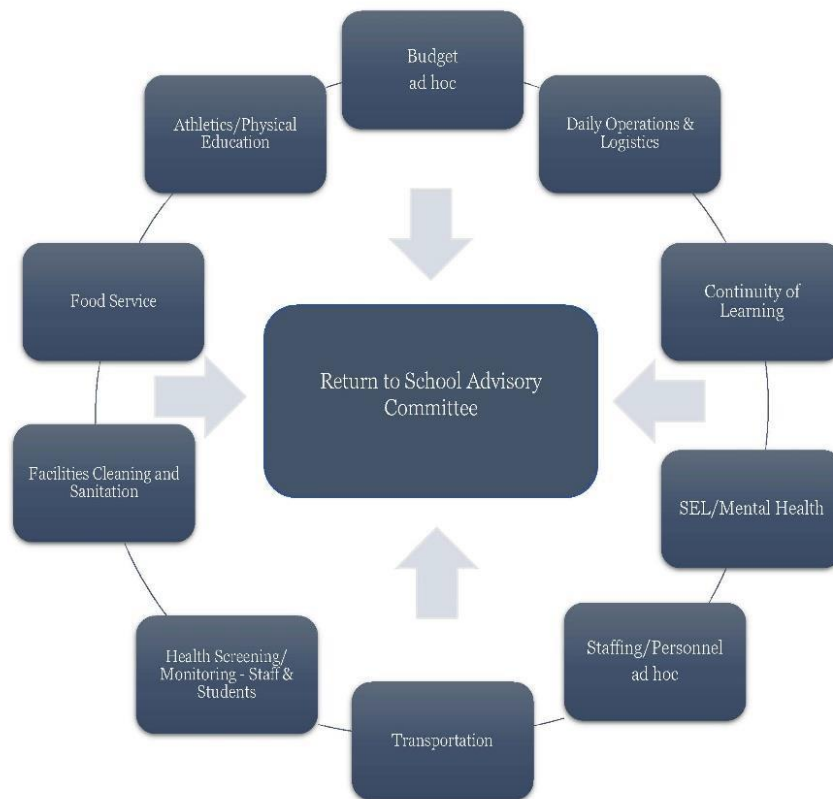 Budget
ad hoc
Daily Operations &
Logistics
Continuity of
Learning
SEL/Mental Health
Staffing/Personnel
ad hoc
Transportation
Health Screening/
Monitoring - Staff &
Students
Facilities Cleaning and
Sanitation
Food Service
Athletics/Physical
Education
Return to School Advisory
Committee